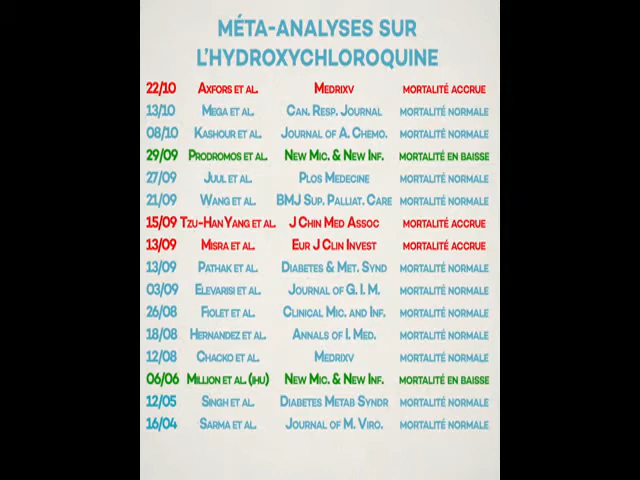 MÉTA-ANALYSES SUR
L'HYDROXYCHLOROQUINE
22/10 AXFORS ET AL. MEDRIXV MORTALITÉ ACCRUE
13/10 MEGA ET AL. CAN. RESP. JOURNAL MORTALITÉ NORMALE
08/10 KASHOUR ET AL. JOURNAL OF A. CHEMO. MORTALITÉ NORMALE
29/09 PRODROMOS ET AL. NEW MIC. & NEW INF. MORTALITÉ EN BAISSE
27/09 JUUL ET AL. PLOS MEDECINE MORTALITÉ NORMALE
21/09 WANG ET AL. BMJ SUP. PALLIAT. CARE MORTALITÉ NORMALE
15/09 TZU-HAN YANG ET AL. J CHIN MED ASSOC MORTALITÉ ACCRUE
13/09 MISRA ET AL. EUR J CLIN INVEST MORTALITÉ ACCRUE
13/09 PATHAK ET AL. DIABETES & MET. SYND MORTALITÉ NORMALE
03/09 ELEVARISI ET AL. JOURNAL OF G. I. M. MORTALITÉ NORMALE
26/08 FIOLET ET AL. CLINICAL MIC. AND INF. MORTALITÉ NORMALE
18/08 HERNANDEZ ET AL. ANNALS OF I. MED. MORTALITÉ NORMALE
12/08 CHACKO ET AL. MEDRIXV MORTALITÉ NORMALE
06/06 MILLION ET AL. (IHU) NEW MIC. & NEW INF. MORTALITÉ EN BAISSE
12/05 SINGH ET AL. DIABETES METAB SYNDR MORTALITÉ NORMALE
16/04 SARMA ET AL. JOURNAL OF M. VIRO. MORTALITÉ NORMALE